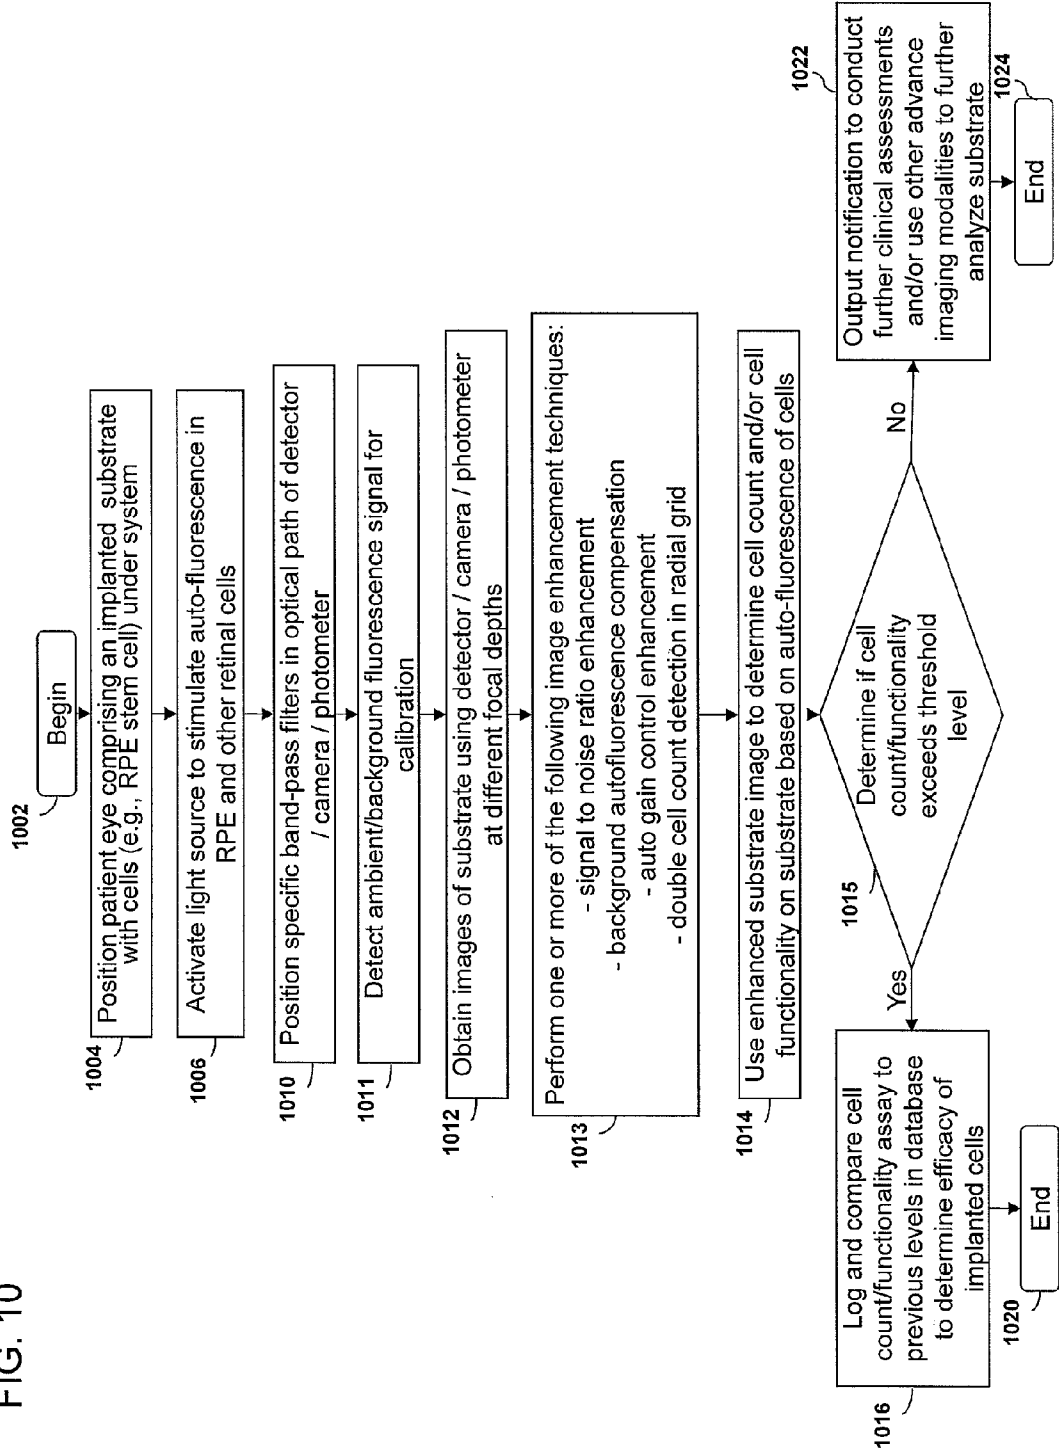 FIG. 10
1002
Begin
1004
Position patient eye comprising an implanted substrate
with cells (e.g., RPE stem cell) under system
1006
Activate light source to stimulate auto-fluorescence in
RPE and other retinal cells
1010
Position specific band-pass filters in optical path of detector
/ camera / photometer
1011
Detect ambient/background fluorescence signal for
calibration
1012
Obtain images of substrate using detector / camera / photometer
at different focal depths
1013
Perform one or more of the following image enhancement techniques:
- signal to noise ratio enhancement
- background autofluorescence compensation
- auto gain control enhancement
- double cell count detection in radial grid
1014
Use enhanced substrate image to determine cell count and/or cell
functionality on substrate based on auto-fluorescence of cells
1015
Determine if cell
count/functionality
exceeds threshold
level
Yes
No
1016
Log and compare cell
count/functionality assay to
previous levels in database
to determine efficacy of
implanted cells
1020
End
1022
Output notification to conduct
further clinical assessments
and/or use other advance
imaging modalities to further
analyze substrate
1024
End